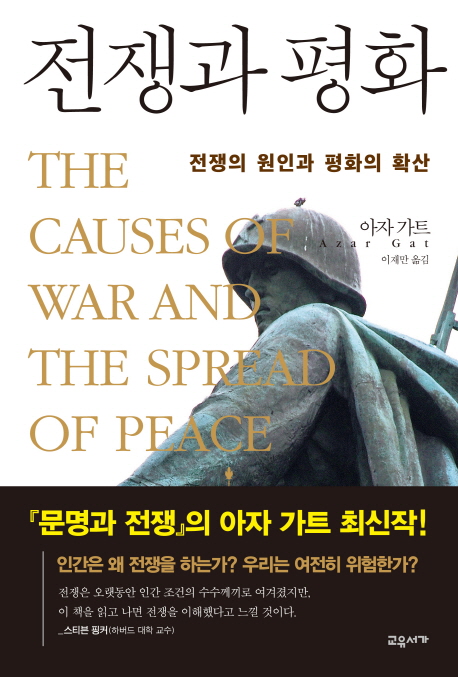 전쟁과 평화
전쟁의 원인과 평화의 확산
THE
CAUSES OF
WAR AND
THE SPREAD
OF PEACE
아자 가트
Azar Gat
이재만 옮김
『문명과 전쟁』의 아자 가트 최신작!
인간은 왜 전쟁을 하는가? 우리는 여전히 위험한가?
전쟁은 오랫동안 인간 조건의 수수께끼로 여겨졌지만,
이 책을 읽고 나면 전쟁을 이해했다고 느낄 것이다.
_스티븐 핑커(하버드 대학 교수)
교유서가